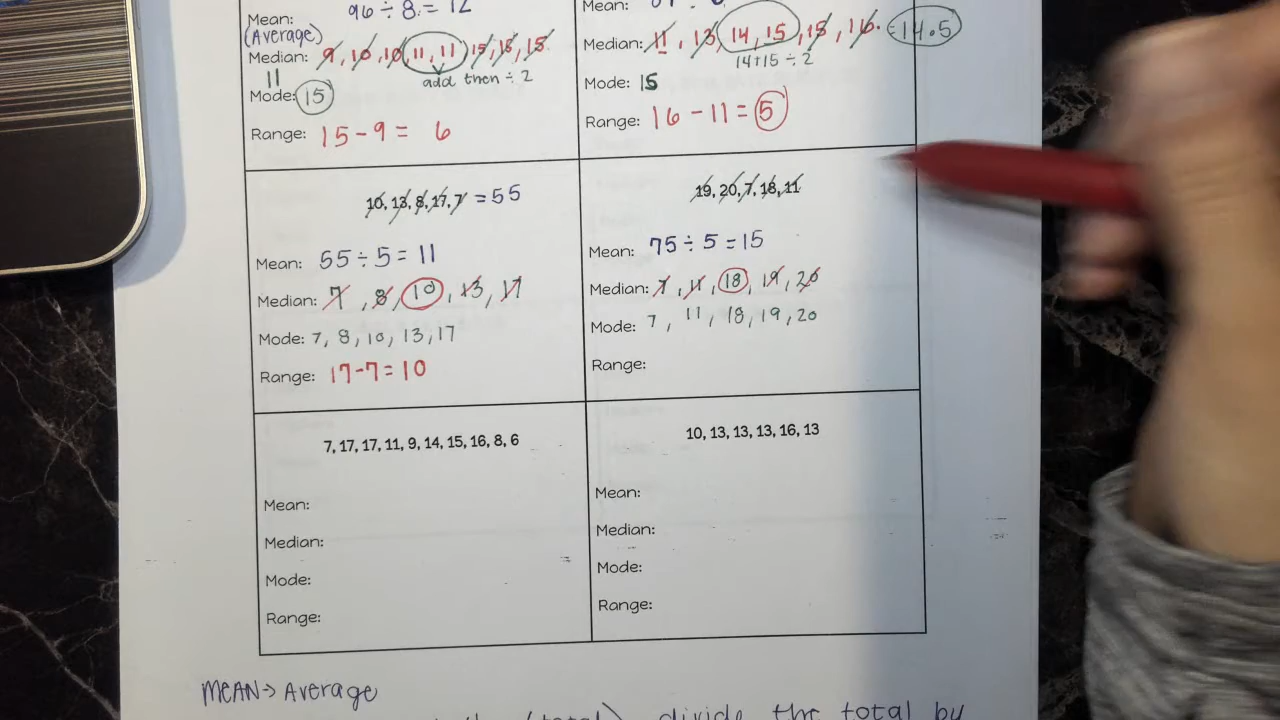 Mean: 96 ÷ 8 = 12
(Average)
Median: 9, 10, 10, 11, 11, 15, 15, 15
11
add then ÷ 2
Mode: 15
Range: 15 - 9 = 6
Mean:
Median: 11, 13, 14, 15, 15, 16. = 14.5
14+15 ÷ 2
Mode: 15
Range: 16 - 11 = 5
10, 13, 8, 17, 7 = 55
Mean: 55 ÷ 5 = 11
Median: 7, 8, 10, 13, 17
Mode: 7, 8, 10, 13, 17
Range: 17-7 = 10
19, 20, 7, 18, 11
Mean: 75 ÷ 5 = 15
Median: 7, 11, 18, 19, 20
Mode: 7, 11, 18, 19, 20
Range:
7, 17, 17, 11, 9, 14, 15, 16, 8, 6
Mean:
Median:
Mode:
Range:
10, 13, 13, 13, 16, 13
Mean:
Median:
Mode:
Range:
MEAN → Average
(total) divide the total by